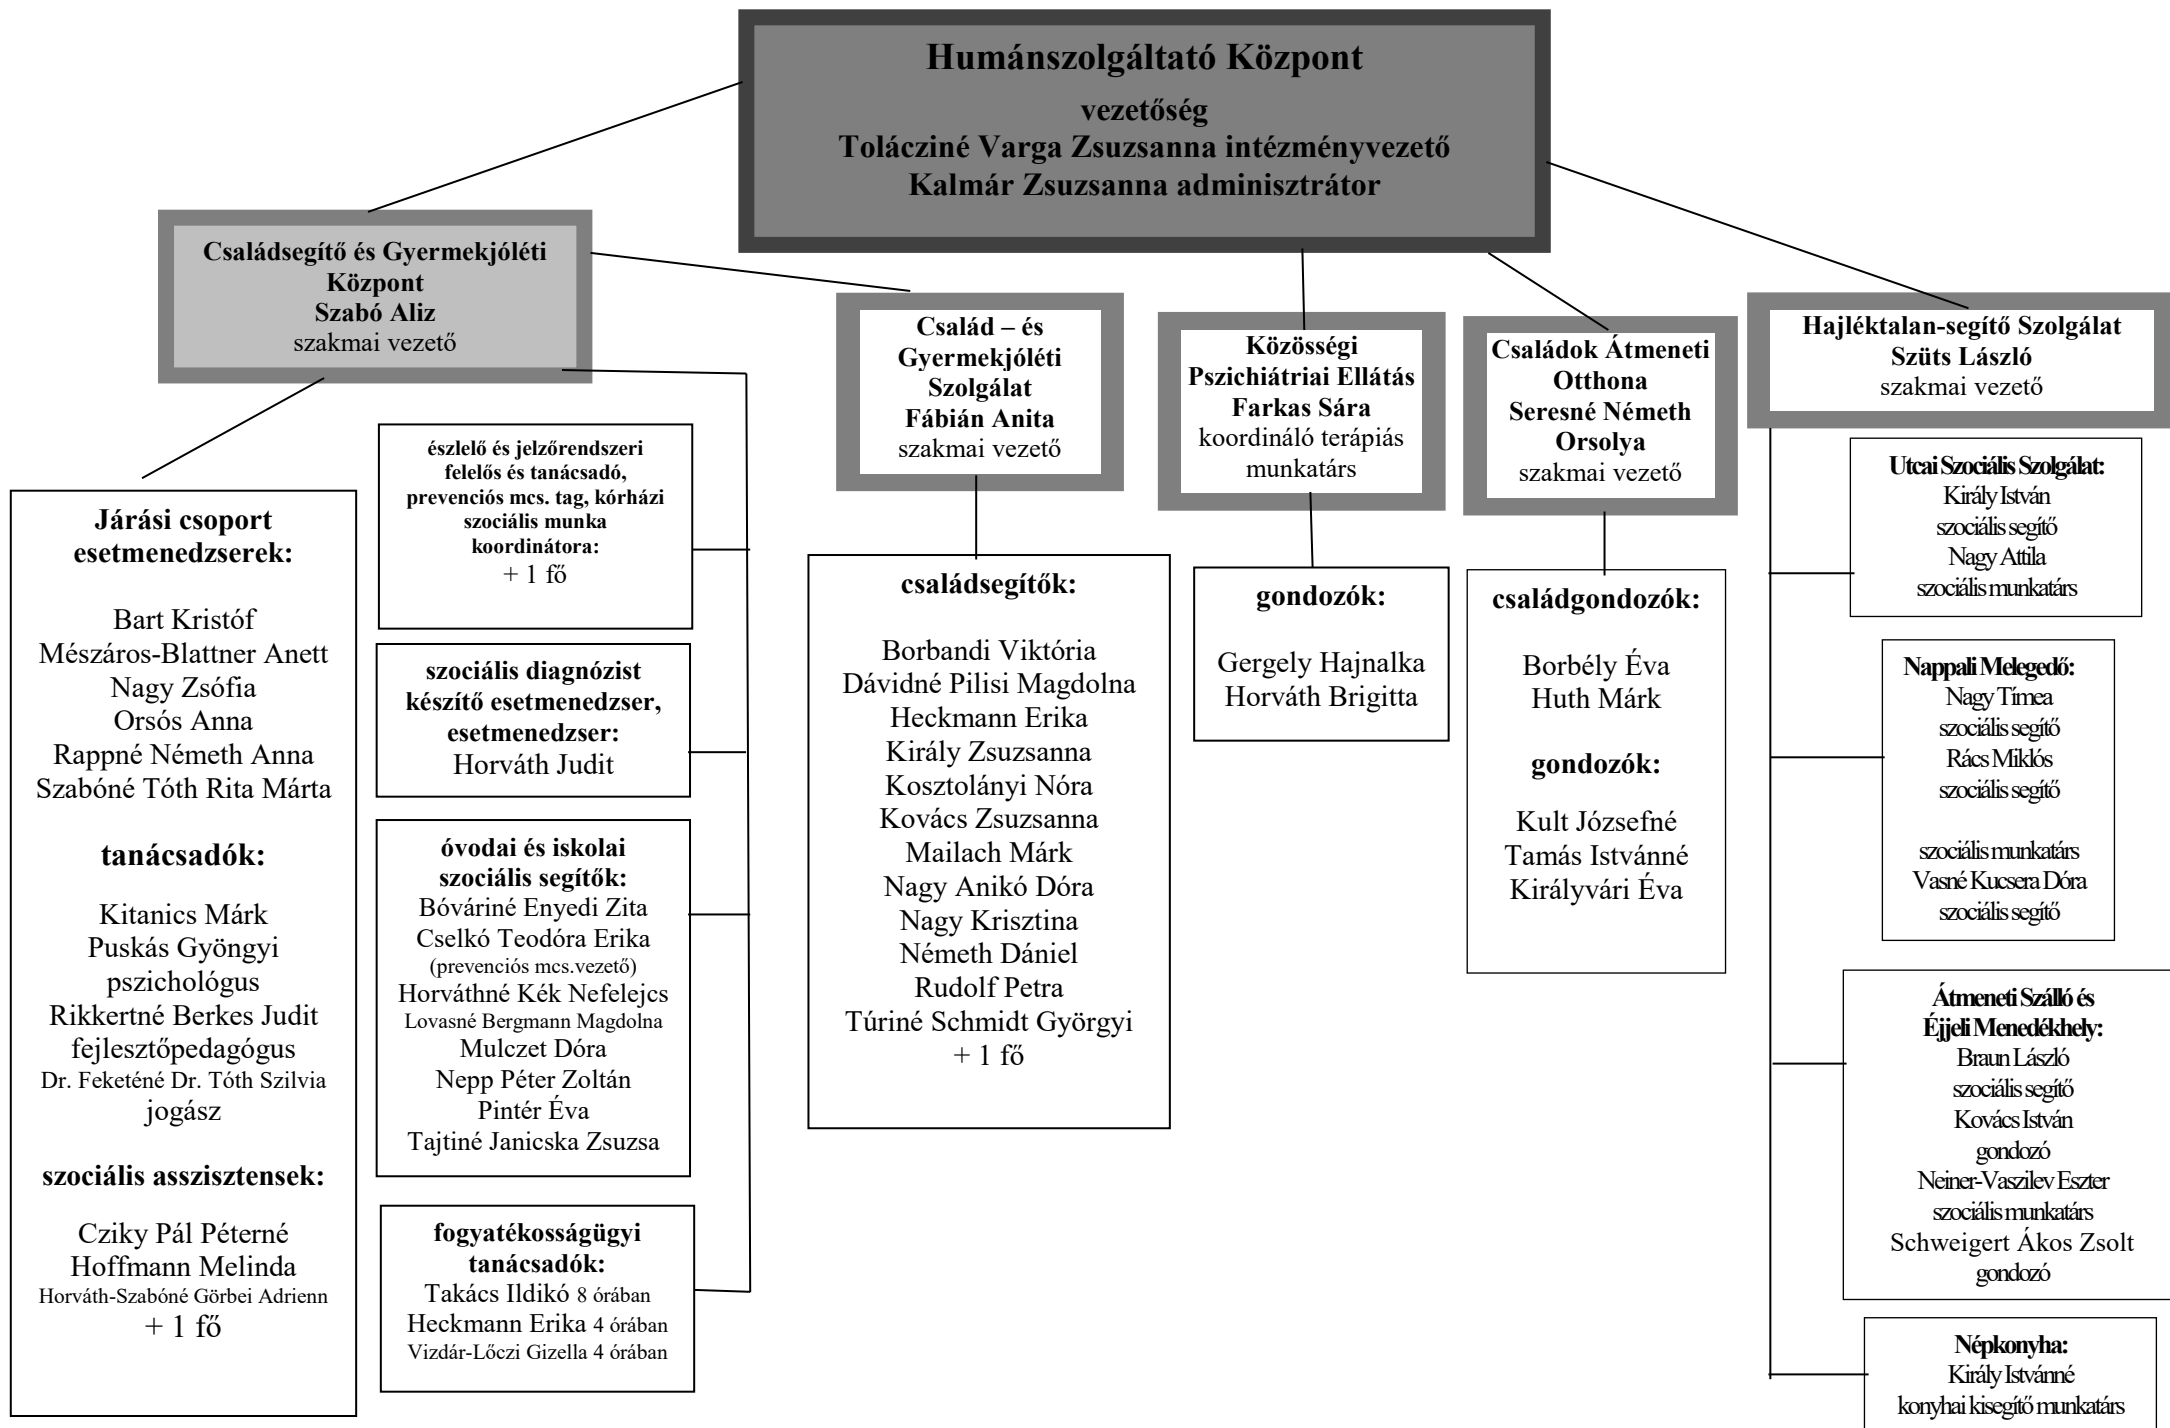 Humánszolgáltató Központ
vezetőség
Tolácziné Varga Zsuzsanna intézményvezető
Kalmár Zsuzsanna adminisztrátor
Családsegítő és Gyermekjóléti
Központ
Szabó Aliz
szakmai vezető
Család – és
Gyermekjóléti
Szolgálat
Fábián Anita
szakmai vezető
Közösségi
Pszichiátriai Ellátás
Farkas Sára
koordináló terápiás
munkatárs
Családok Átmeneti
Otthona
Seresné Németh
Orsolya
szakmai vezető
Hajléktalan-segítő Szolgálat
Szüts László
szakmai vezető
Járási csoport
esetmenedzserek:
Bart Kristóf
Mészáros-Blattner Anett
Nagy Zsófia
Orsós Anna
Rappné Németh Anna
Szabóné Tóth Rita Márta
tanácsadók:
Kitanics Márk
Puskás Gyöngyi
pszichológus
Rikkertné Berkes Judit
fejlesztőpedagógus
Dr. Feketéné Dr. Tóth Szilvia
jogász
szociális asszisztensek:
Cziky Pál Péterné
Hoffmann Melinda
Horváth-Szabóné Görbei Adrienn
+ 1 fő
észlelő és jelzőrendszeri
felelős és tanácsadó,
prevenciós mcs. tag, kórházi
szociális munka
koordinátora:
+ 1 fő
szociális diagnózist
készítő esetmenedzser,
esetmenedzser:
Horváth Judit
óvodai és iskolai
szociális segítők:
Bóváriné Enyedi Zita
Cselkó Teodóra Erika
(prevenciós mcs.vezető)
Horváthné Kék Nefelejcs
Lovasné Bergmann Magdolna
Mulczet Dóra
Nepp Péter Zoltán
Pintér Éva
Tajtiné Janicska Zsuzsa
fogyatékosságügyi
tanácsadók:
Takács Ildikó 8 órában
Heckmann Erika 4 órában
Vizdár-Lőczi Gizella 4 órában
családsegítők:
Borbandi Viktória
Dávidné Pilisi Magdolna
Heckmann Erika
Király Zsuzsanna
Kosztolányi Nóra
Kovács Zsuzsanna
Mailach Márk
Nagy Anikó Dóra
Nagy Krisztina
Németh Dániel
Rudolf Petra
Túriné Schmidt Györgyi
+ 1 fő
gondozók:
Gergely Hajnalka
Horváth Brigitta
családgondozók:
Borbély Éva
Huth Márk
gondozók:
Kult Józsefné
Tamás Istvánné
Királyvári Éva
Utcai Szociális Szolgálat:
Király István
szociális segítő
Nagy Attila
szociális munkatárs
Nappali Melegedő:
Nagy Tímea
szociális segítő
Rács Miklós
szociális segítő
szociális munkatárs
Vasné Kucsera Dóra
szociális segítő
Átmeneti Szálló és
Éjjeli Menedékhely:
Braun László
szociális segítő
Kovács István
gondozó
Neiner-Vaszilev Eszter
szociális munkatárs
Schweigert Ákos Zsolt
gondozó
Népkonyha:
Király Istvánné
konyhai kisegítő munkatárs